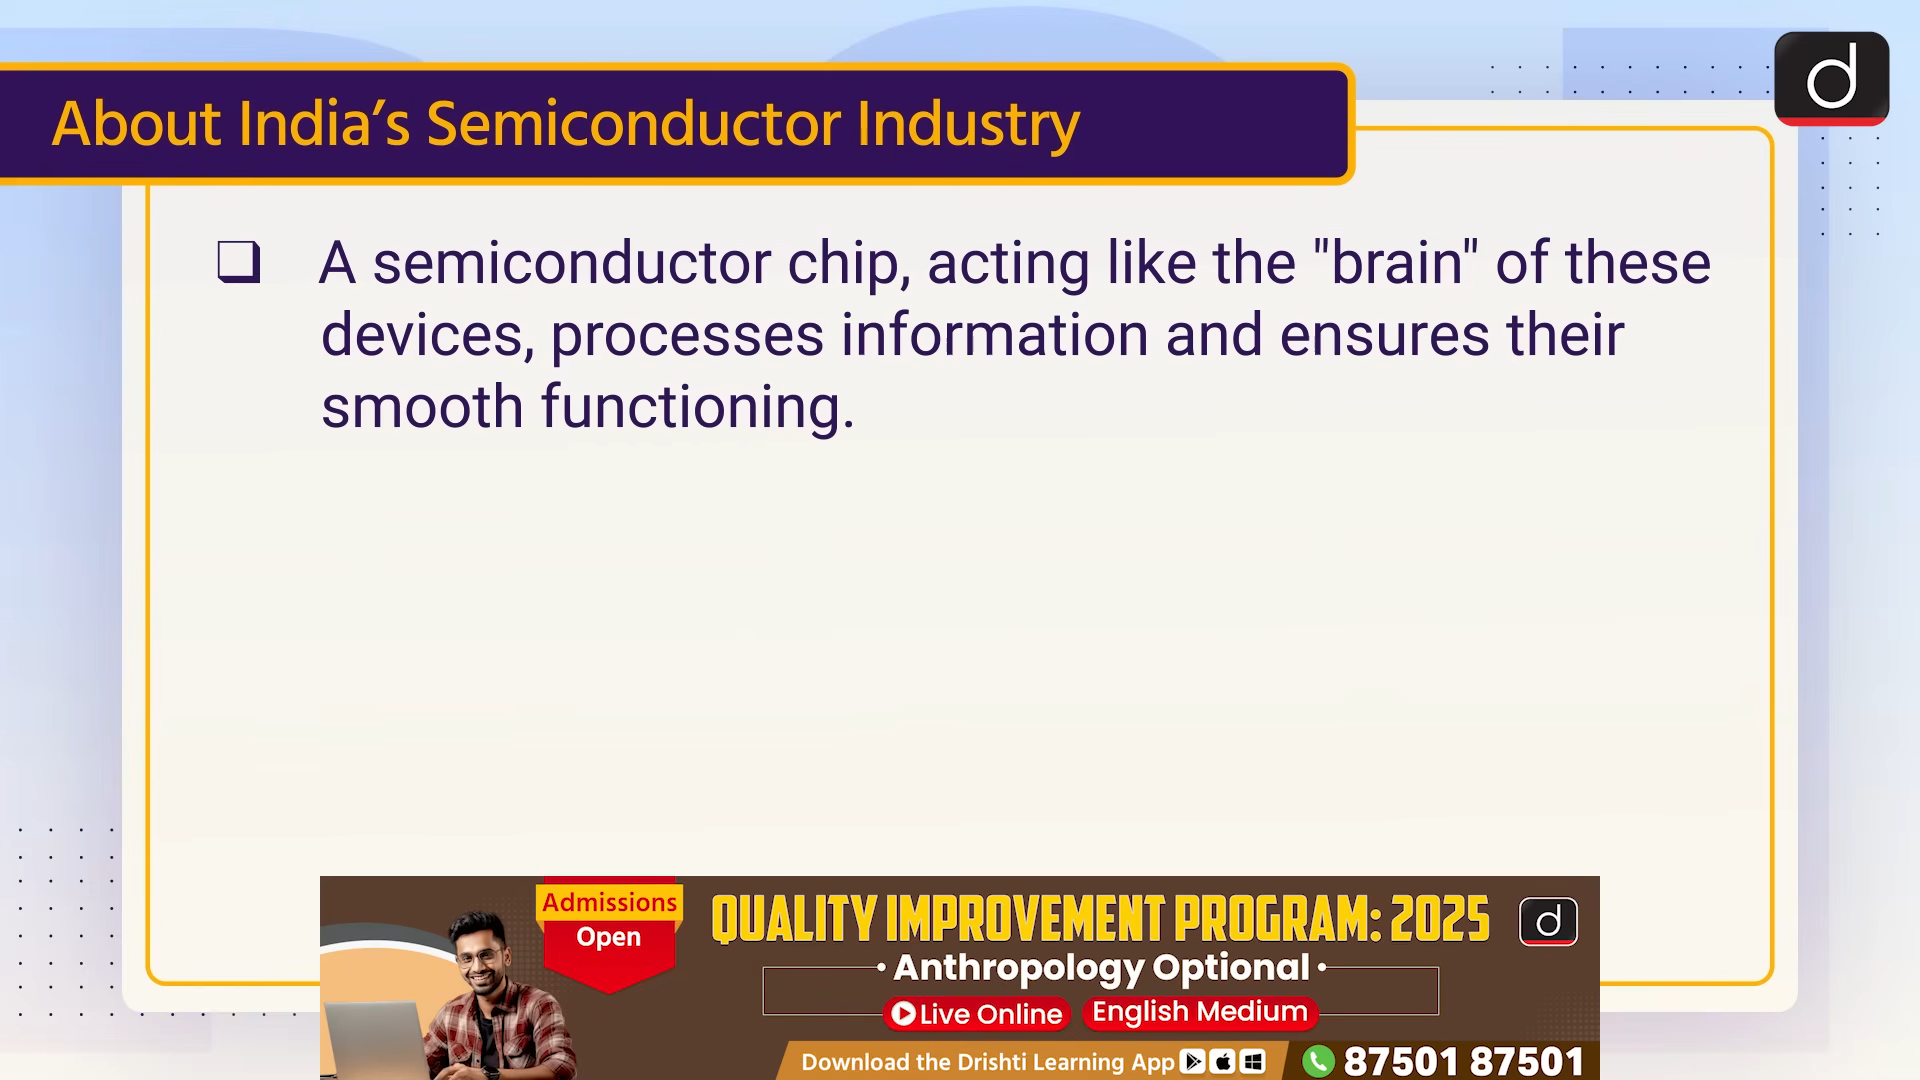 About India’s Semiconductor Industry
d
❑ A semiconductor chip, acting like the "brain" of these
devices, processes information and ensures their
smooth functioning.
Admissions
Open
QUALITY IMPROVEMENT PROGRAM: 2025
d
• Anthropology Optional •
Live Online
English Medium
Download the Drishti Learning App
87501 87501